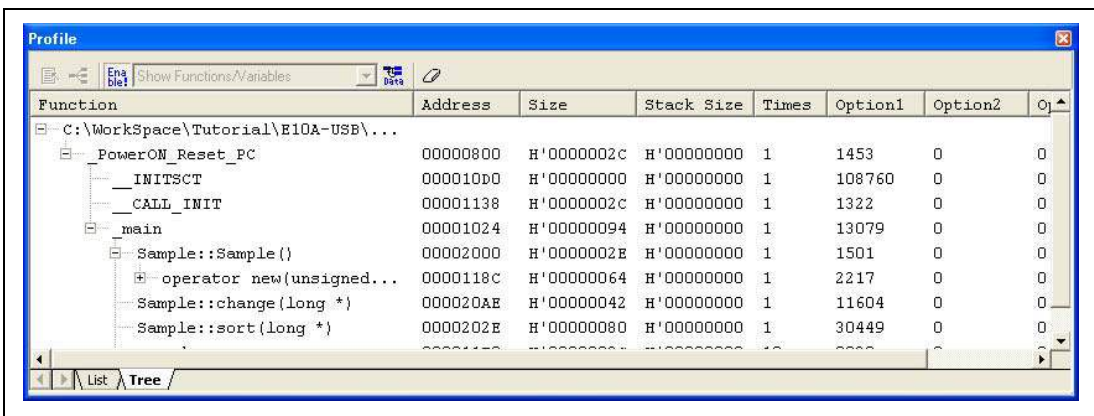 Profile
Ena ble! Show Functions/Variables Data
Function Address Size Stack Size Times Option1 Option2
C:\WorkSpace\Tutorial\E10A-USB\...
_PowerON_Reset_PC 00000800 H'0000002C H'00000000 1 1453 0 0
__INITSCT 000010D0 H'00000000 H'00000000 1 108760 0 0
__CALL_INIT 00001138 H'0000002C H'00000000 1 1322 0 0
_main 00001024 H'00000094 H'00000000 1 13079 0 0
Sample::Sample() 00002000 H'0000002E H'00000000 1 1501 0 0
operator new(unsigned... 0000118C H'00000064 H'00000000 1 2217 0 0
Sample::change(long *) 000020AE H'00000042 H'00000000 1 11604 0 0
Sample::sort(long *) 0000202E H'00000080 H'00000000 1 30449 0 0
List Tree